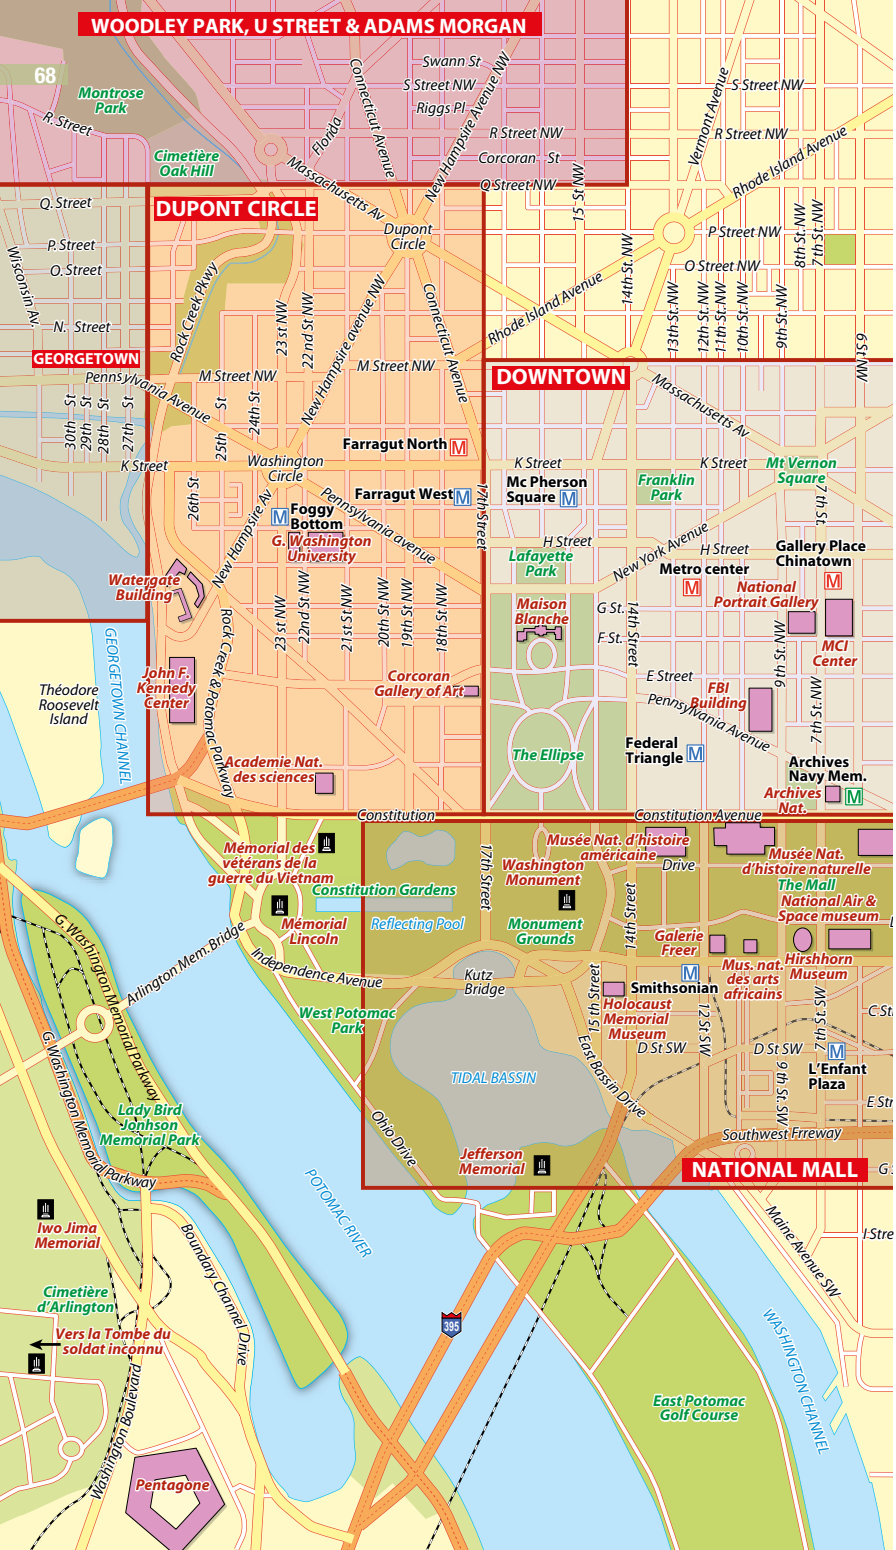 WOODLEY PARK, U STREET & ADAMS MORGAN
68
Montrose
Park
R. Street
Cimetière
Oak Hill
Florida
Connecticut Avenue
Swann St
S Street NW
Riggs Pl
R Street NW
Corcoran St
Q Street NW
New Hampsire Avenue NW
Massachusetts Av
15 St NW
Vermont Avenue
S Street NW
R Street NW
Rhode Island Avenue
P Street NW
O Street NW
8th St. NW
7th St. NW
14th St. NW
13th St. NW
12th St. NW
11th St. NW
10th St. NW
9th St. NW
6 St NW
Rhode Island Avenue
Q. Street
P. Street
O. Street
N. Street
Wisconsin Av.
GEORGETOWN
Pennsylvania Avenue
30th St
29th St
28th St
27th St
K Street
DUPONT CIRCLE
Dupont
Circle
Rock Creek Pkwy
23 st NW
22 nd St NW
New Hampsire avenue NW
Connecticut Avenue
M Street NW
M Street NW
24th St
25th St
26th St
Farragut North
Washington
Circle
Farragut West
Foggy
Bottom
G. Washington
University
Pennsylvania avenue
17th Street
New Hampsire Av
Watergate
Building
Rock Creek & Potomac Parkway
23 st NW
22nd St NW
21st St NW
20th St NW
19th St NW
18th St NW
John F.
Kennedy
Center
Corcoran
Gallery of Art
Academie Nat.
des sciences
Théodore
Roosevelt
Island
GEORGETOWN CHANNEL
DOWNTOWN
Massachusetts Av
K Street
K Street
Mt Vernon
Square
Mc Pherson
Square
Franklin
Park
7 th St.
H Street
New York Avenue
H Street
Gallery Place
Chinatown
Lafayette
Park
Metro center
National
Portrait Gallery
Maison
Blanche
G St.
F St.
14th Street
MCI
Center
9th St. NW
E Street
FBI
Building
Pennsylvania Avenue
7th St. NW
The Ellipse
Federal
Triangle
Archives
Navy Mem.
Archives
Nat.
Constitution
Constitution Avenue
Mémorial des
vétérans de la
guerre du Vietnam
Constitution Gardens
Mémorial
Lincoln
Reflecting Pool
17th Street
Washington
Monument
Musée Nat. d'histoire
américaine
Drive
Musée Nat.
d'histoire naturelle
The Mall
National Air &
Space museum
Monument
Grounds
14th Street
Galerie
Freer
Mus. nat.
des arts
africains
Hirshhorn
Museum
Independence Avenue
Kutz
Bridge
Smithsonian
Holocaust
Memorial
Museum
15 th Street
12 St SW
7 th St. SW
C St
D St SW
D St SW
9 th St. SW
L'Enfant
Plaza
E Str
West Potomac
Park
TIDAL BASSIN
East Bassin Drive
Southwest Frreway
Ohio Drive
Jefferson
Memorial
NATIONAL MALL
G S
G. Washington Memorial Parkway
Arlington Mem. Bridge
G. Washington Memorial Parkway
Lady Bird
Jonhson
Memorial Park
POTOMAC RIVER
Iwo Jima
Memorial
Boundary Channel Drive
Cimetière
d'Arlington
Vers la Tombe du
soldat inconnu
Washington Boulevard
Pentagone
395
Maine Avenue SW
I Stre
WASHINGTON CHANNEL
East Potomac
Golf Course